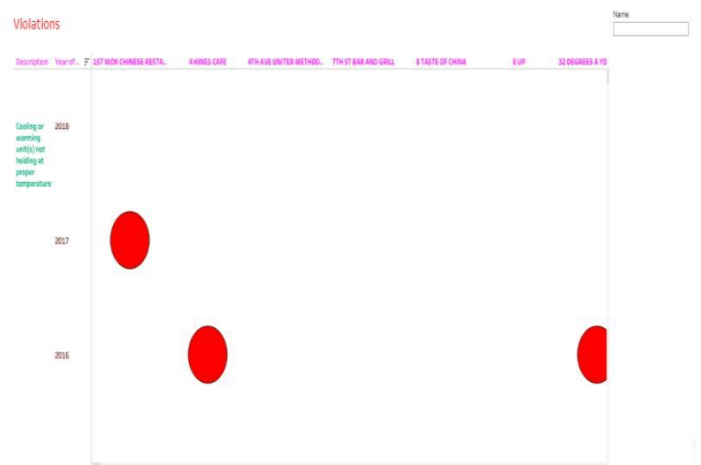 Name
Violations
Description Year of .. 1ST WOK CHINESE RESTA.. 4 KINGS CAFE 4TH AVE UNITED METHOD.. 7TH ST BAR AND GRILL 8 TASTE OF CHINA 8 UP 32 DEGREES A YO
Cooling or 2018
warming
unit(s) not
holding at
proper
temperature
2017
2016